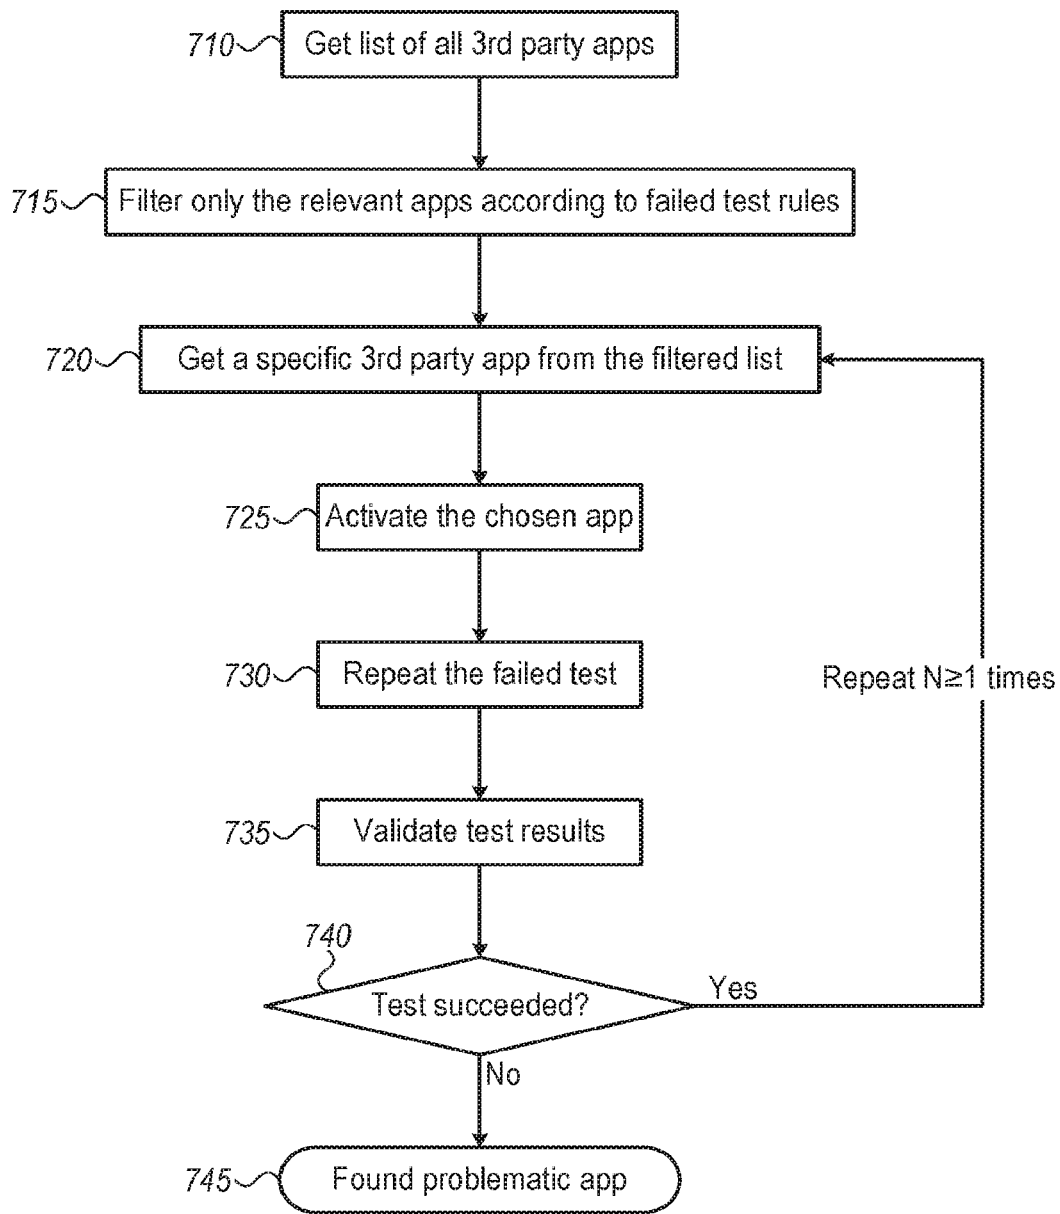 710 Get list of all 3rd party apps
715 Filter only the relevant apps according to failed test rules
720 Get a specific 3rd party app from the filtered list
725 Activate the chosen app
730 Repeat the failed test
Repeat N≥1 times
735 Validate test results
740
Test succeeded?
Yes
No
745 Found problematic app